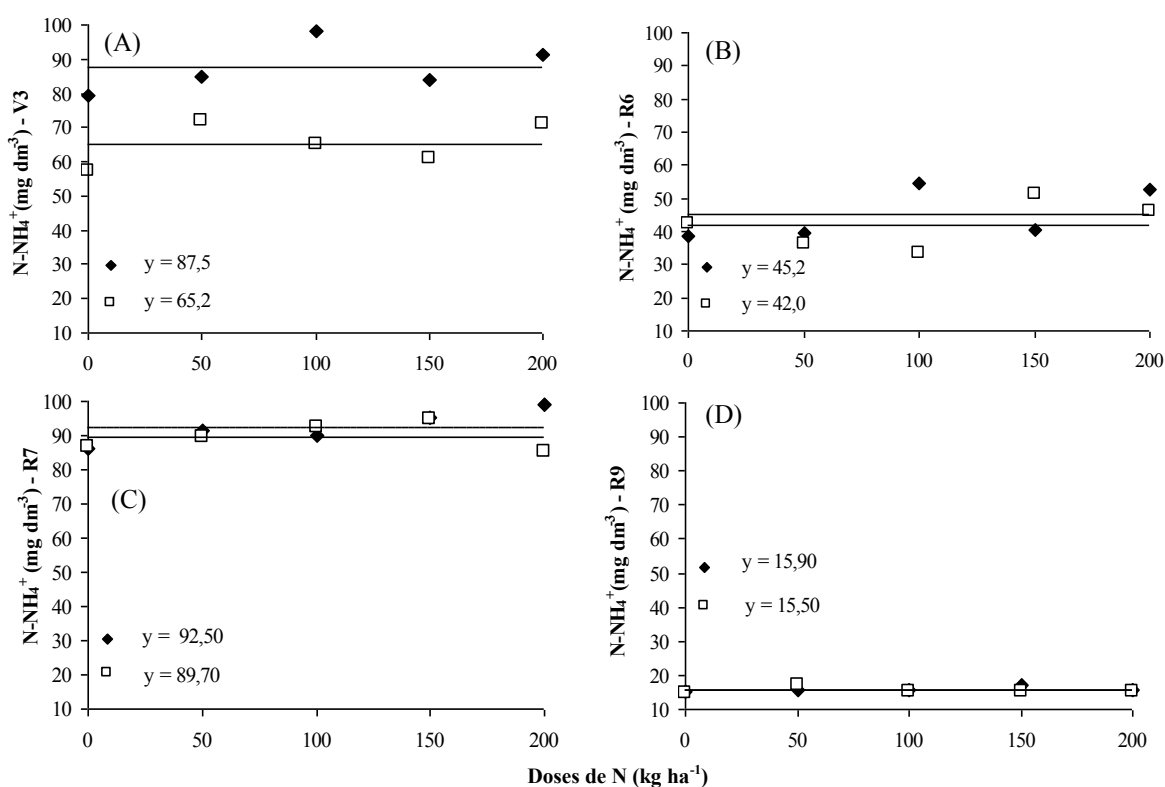 (A)
N-NH₄⁺(mg dm⁻³) - V3
100
90
80
70
60
50
40
30
20
10
y = 87,5
y = 65,2
0 50 100 150 200
(B)
N-NH₄⁺ (mg dm⁻³) - R6
100
90
80
70
60
50
40
30
20
10
y = 45,2
y = 42,0
0 50 100 150 200
(C)
N-NH₄⁺ (mg dm⁻³) - R7
100
90
80
70
60
50
40
30
20
10
y = 92,50
y = 89,70
0 50 100 150 200
(D)
N-NH₄⁺(mg dm⁻³) - R9
100
90
80
70
60
50
40
30
20
10
y = 15,90
y = 15,50
0 50 100 150 200
Doses de N (kg ha⁻¹)